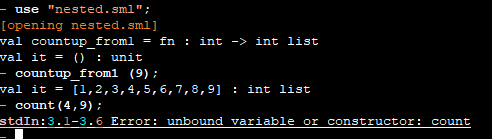 - use "nested.sml";
[opening nested.sml]
val countup_from1 = fn : int -> int list
val it = () : unit
- countup_from1 (9);
val it = [1,2,3,4,5,6,7,8,9] : int list
- count(4,9);
stdIn:3.1-3.6 Error: unbound variable or constructor: count
-